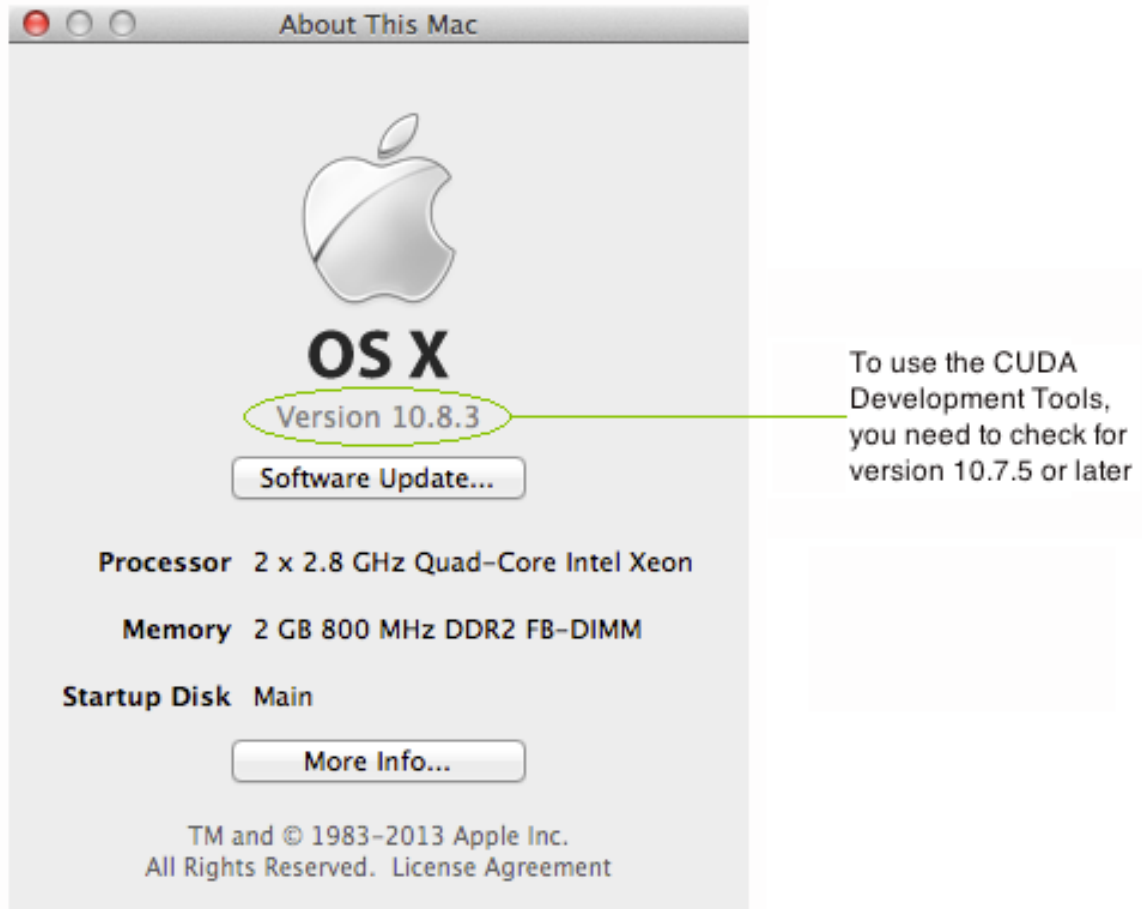 About This Mac
OS X
Version 10.8.3
To use the CUDA
Development Tools,
you need to check for
version 10.7.5 or later
Software Update...
Processor 2 x 2.8 GHz Quad-Core Intel Xeon
Memory 2 GB 800 MHz DDR2 FB-DIMM
Startup Disk Main
More Info...
TM and © 1983-2013 Apple Inc.
All Rights Reserved. License Agreement